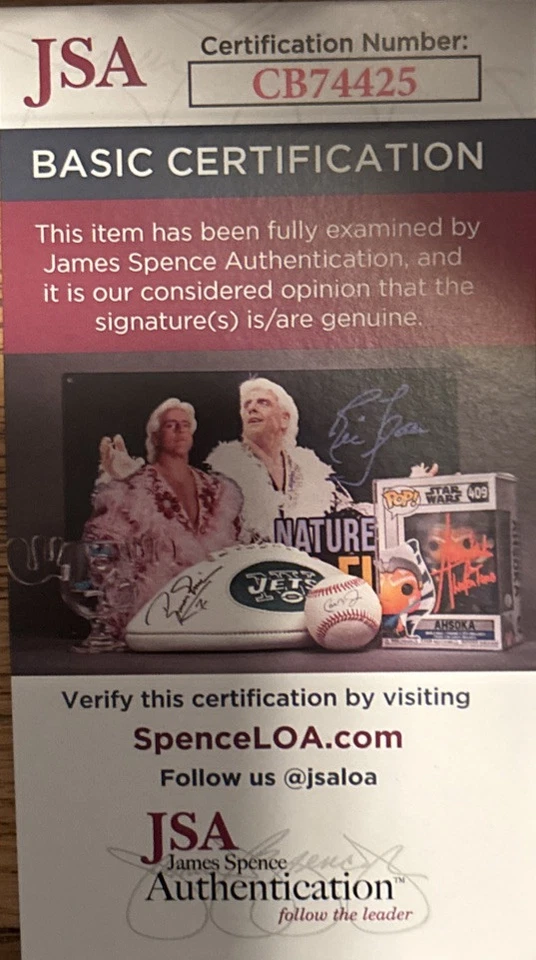 JSA
Certification Number:
CB74425
BASIC CERTIFICATION
This item has been fully examined by
James Spence Authentication, and
it is our considered opinion that the
signature(s) is/are genuine.
NATURE
JETS
POP! STAR WARS 409
AHSOKA
Verify this certification by visiting
SpenceLOA.com
Follow us @jsaloa
JSA
James Spence
Authentication™
follow the leader